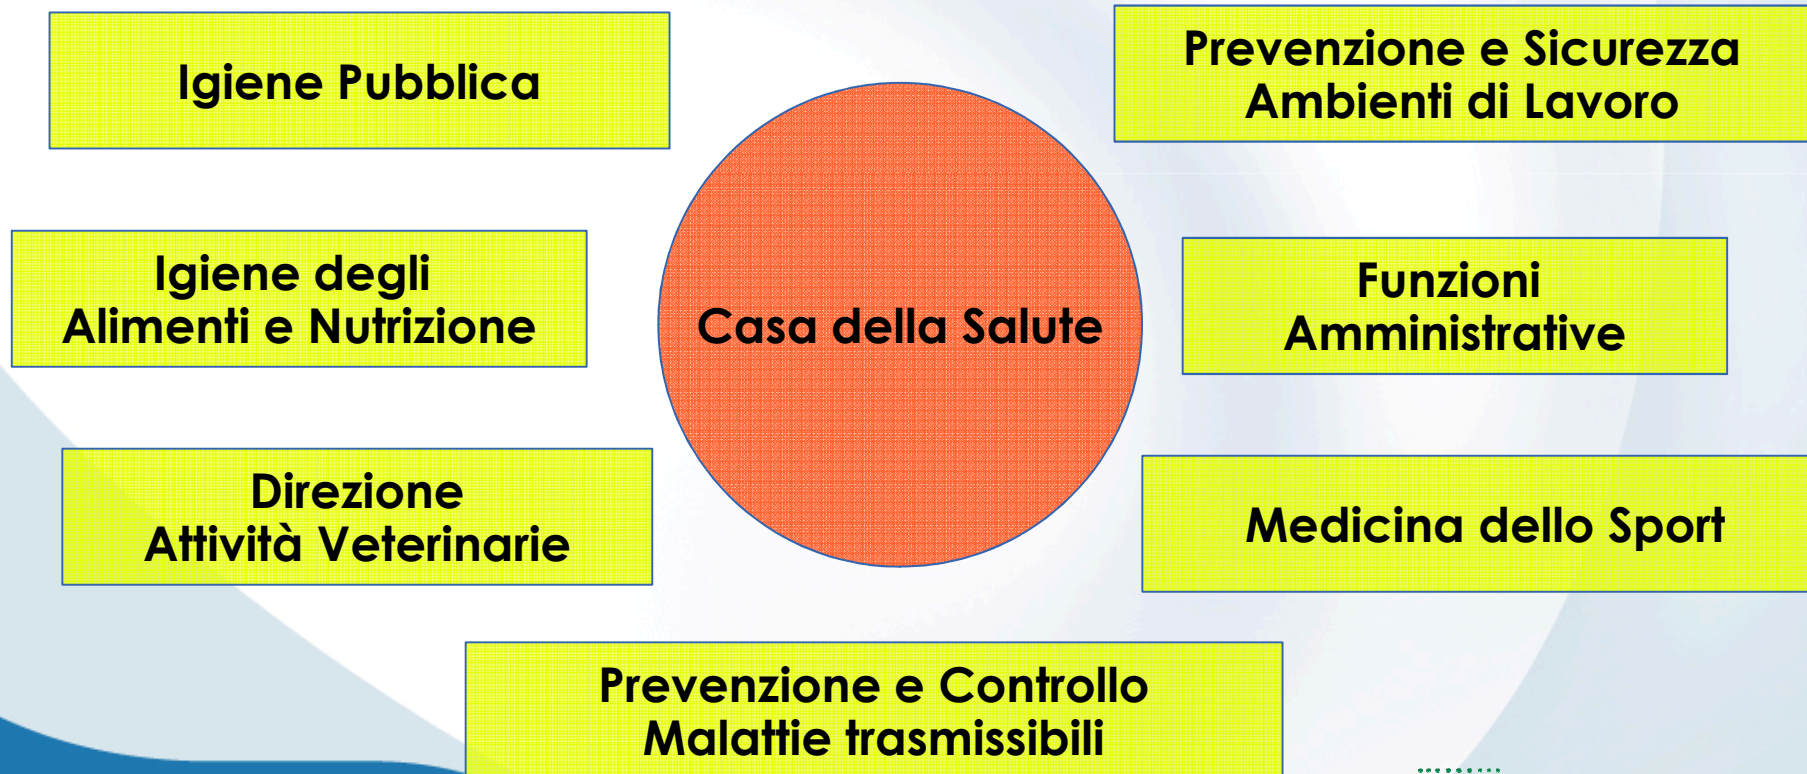 Igiene Pubblica
Prevenzione e Sicurezza
Ambienti di Lavoro
Igiene degli
Alimenti e Nutrizione
Casa della Salute
Funzioni
Amministrative
Direzione
Attività Veterinarie
Medicina dello Sport
Prevenzione e Controllo
Malattie trasmissibili